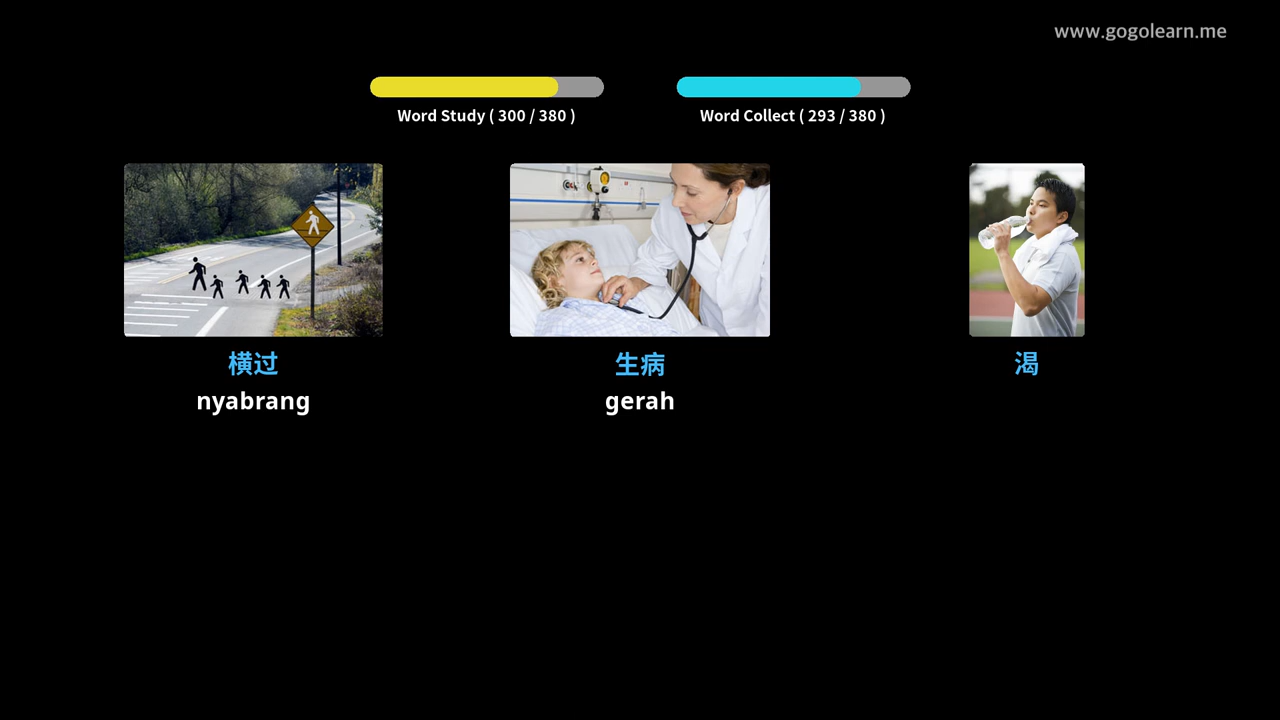 www.gogolearn.me
Word Study ( 300 / 380 )
Word Collect ( 293 / 380 )
横过
生病
渴
nyabrang
gerah